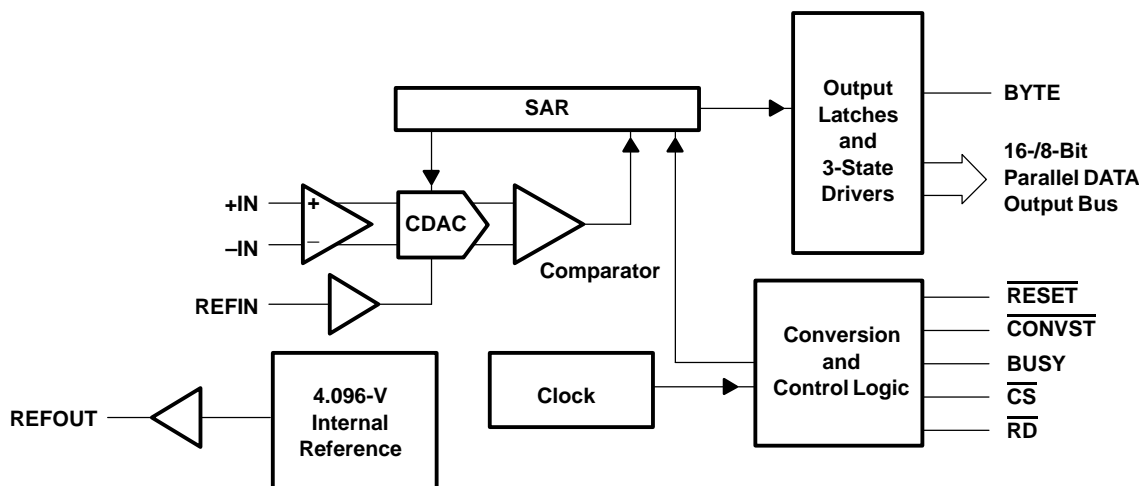 SAR
Output
Latches
and
3-State
Drivers
BYTE
16-/8-Bit
Parallel DATA
Output Bus
+IN
–IN
+
–
CDAC
Comparator
REFIN
REFOUT
4.096-V
Internal
Reference
Clock
Conversion
and
Control Logic
RESET
CONVST
BUSY
CS
RD